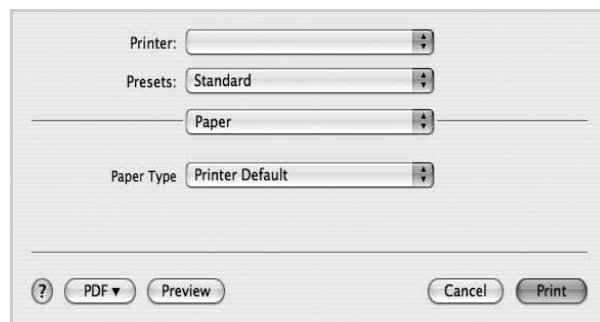 Printer:
Presets: Standard
Paper
Paper Type Printer Default
? PDF▼ Preview Cancel Print